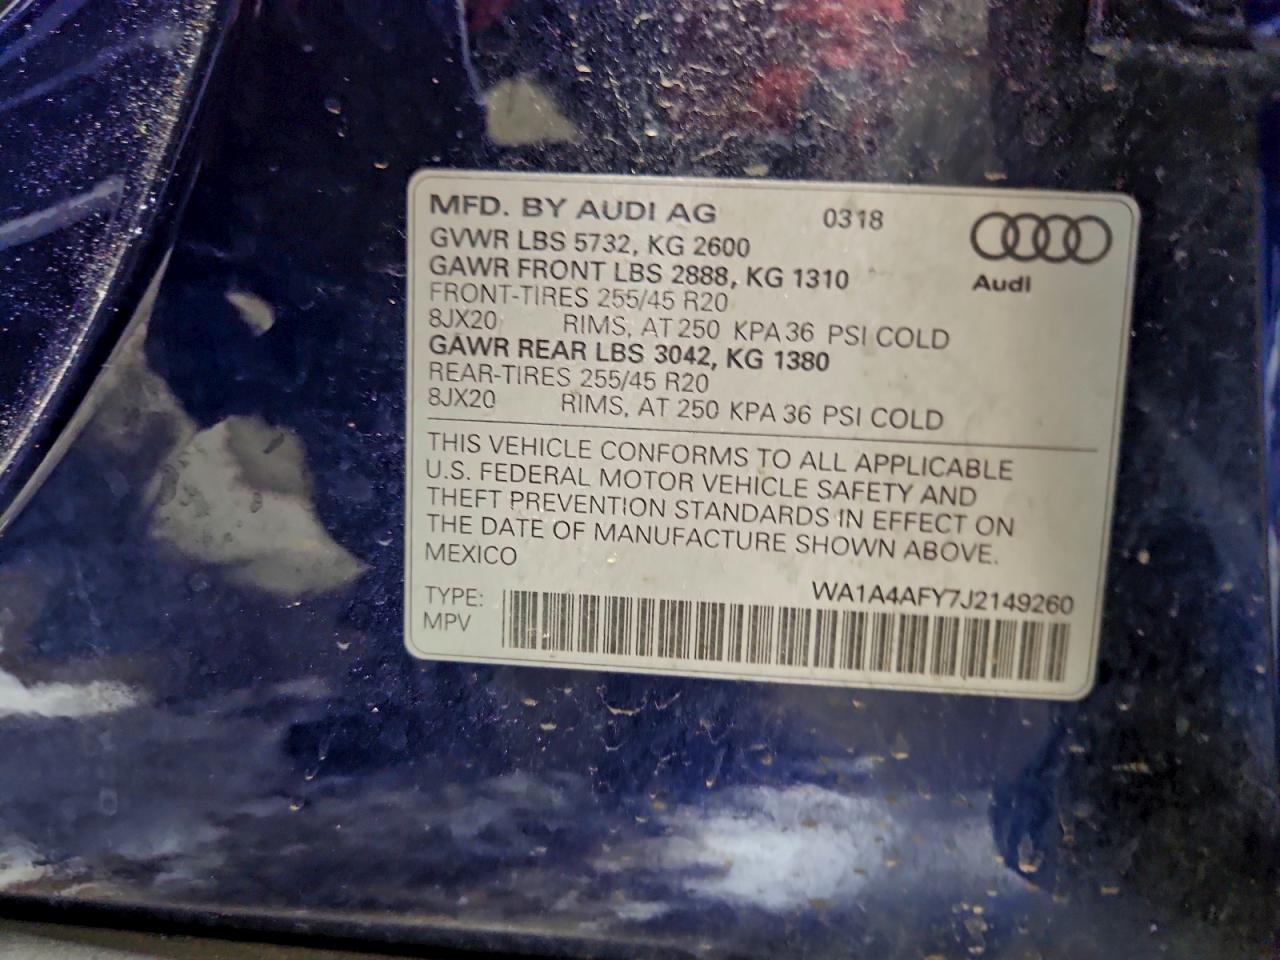 MFD. BY AUDI AG 0318
GVWR LBS 5732, KG 2600
GAWR FRONT LBS 2888, KG 1310
Audi
FRONT-TIRES 255/45 R20
8JX20 RIMS, AT 250 KPA 36 PSI COLD
GAWR REAR LBS 3042, KG 1380
REAR-TIRES 255/45 R20
8JX20 RIMS, AT 250 KPA 36 PSI COLD
THIS VEHICLE CONFORMS TO ALL APPLICABLE
U.S. FEDERAL MOTOR VEHICLE SAFETY AND
THEFT PREVENTION STANDARDS IN EFFECT ON
THE DATE OF MANUFACTURE SHOWN ABOVE.
MEXICO
WA1A4AFY7J2149260
TYPE:
MPV